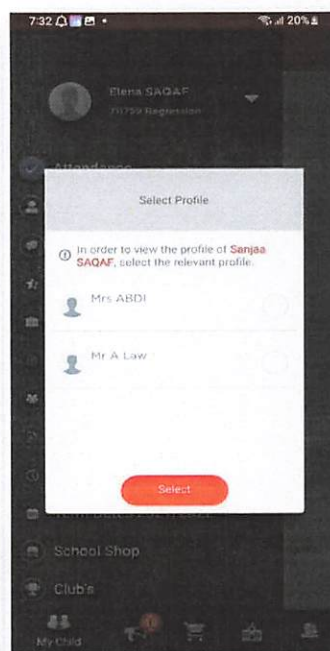 7:32
20%
Elena SAQAF
Regression
Attendance
Select Profile
In order to view the profile of Sanjaa
SAQAF, select the relevant profile.
Mrs ABDI
Mr A Law
Select
School Shop
Club's
My Child